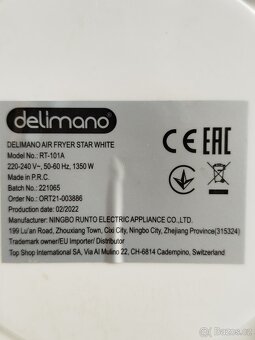 delimano
DELIMANO AIR FRYER STAR WHITE
Model No.: RT-101A
220-240 V~, 50-60 Hz, 1350 W
Made in P.R.C.
Batch No.: 221065
Order No.: ORT21-003886
Production 02/2022
CE EAC
Manufacturer: NINGBO RUNTO ELECTRIC APPLIANCE CO., LTD.
199 Lu'an Road, Zhouxiang Town, Cixi City, Ningbo City, Zhejiang Province(315324)
Trademark owner/EU Importer/ Distributor
Top Shop International SA, Via Al Mulino 22, CH-6814 Cadempino, Switzerland